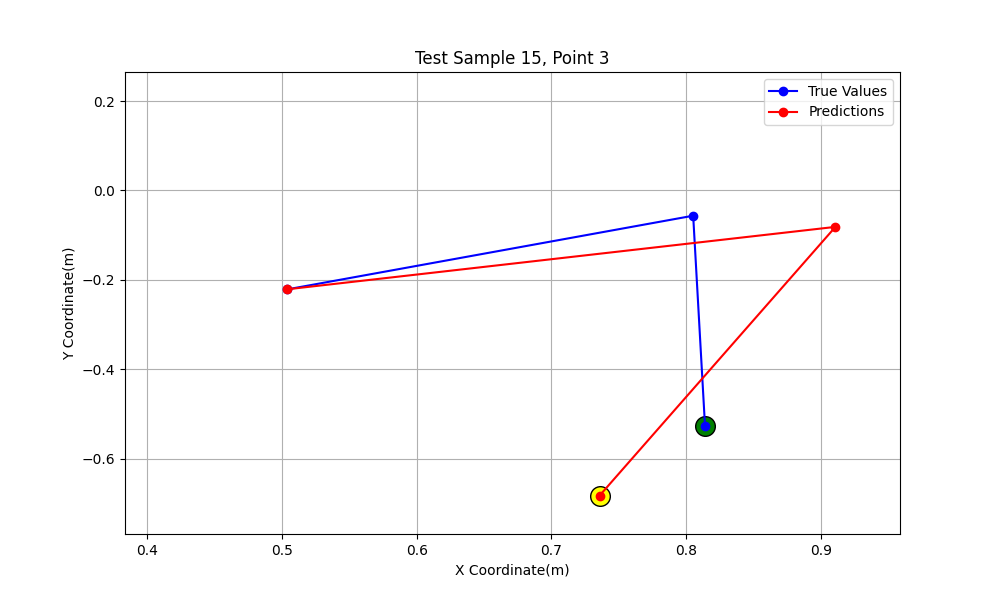 Test Sample 15, Point 3
True Values
Predictions
0.2
0.0
−0.2
−0.4
−0.6
Y Coordinate(m)
0.4 0.5 0.6 0.7 0.8 0.9
X Coordinate(m)